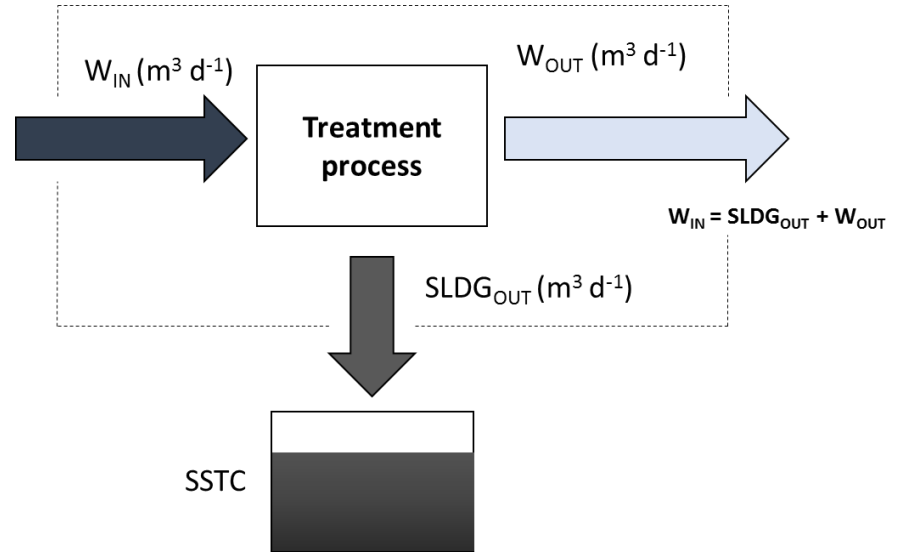 W_IN (m³ d⁻¹)
W_OUT (m³ d⁻¹)
Treatment
process
W_IN = SLDG_OUT + W_OUT
SLDG_OUT (m³ d⁻¹)
SSTC